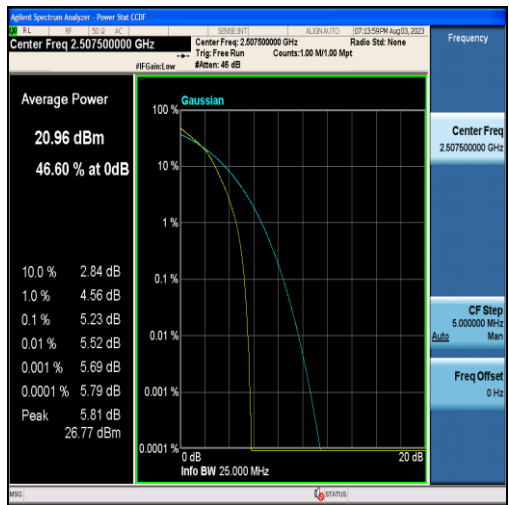 Agilent Spectrum Analyzer - Power Stat CCDF
RL RF 50 Ω AC SENSE:INT ALIGN AUTO 07:13:59PM Aug 03, 2023
Center Freq 2.507500000 GHz
Center Freq: 2.507500000 GHz Radio Std: None
Trig: Free Run Counts:1.00 M/1.00 Mpt
#IFGain:Low #Atten: 46 dB
Frequency
Average Power
20.96 dBm
46.60 % at 0dB
10.0 % 2.84 dB
1.0 % 4.56 dB
0.1 % 5.23 dB
0.01 % 5.52 dB
0.001 % 5.69 dB
0.0001 % 5.79 dB
Peak 5.81 dB
26.77 dBm
Gaussian
100 %
10 %
1 %
0.1 %
0.01 %
0.001 %
0.0001 %
0 dB 20 dB
Info BW 25.000 MHz
Center Freq
2.507500000 GHz
CF Step
5.000000 MHz
Auto Man
Freq Offset
0 Hz
MSG STATUS